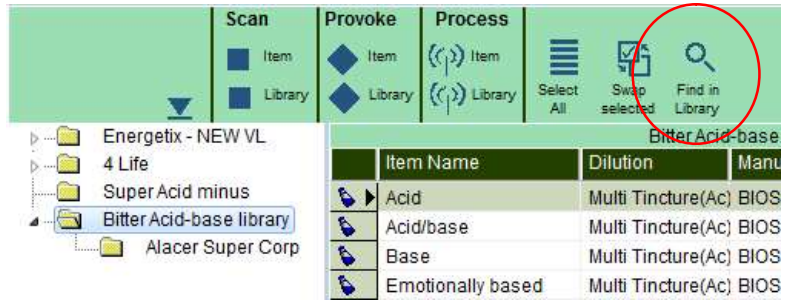 Scan Provoke Process
Item Item Item
Library Library Library
Select All
Swap selected
Find in Library
Energetix - NEW VL
4 Life
Super Acid minus
Bitter Acid-base library
Alacer Super Corp
Bitter Acid-base
Item Name Dilution Manu
Acid Multi Tincture(Ac) BIOS
Acid/base Multi Tincture(Ac) BIOS
Base Multi Tincture(Ac) BIOS
Emotionally based Multi Tincture(Ac) BIOS